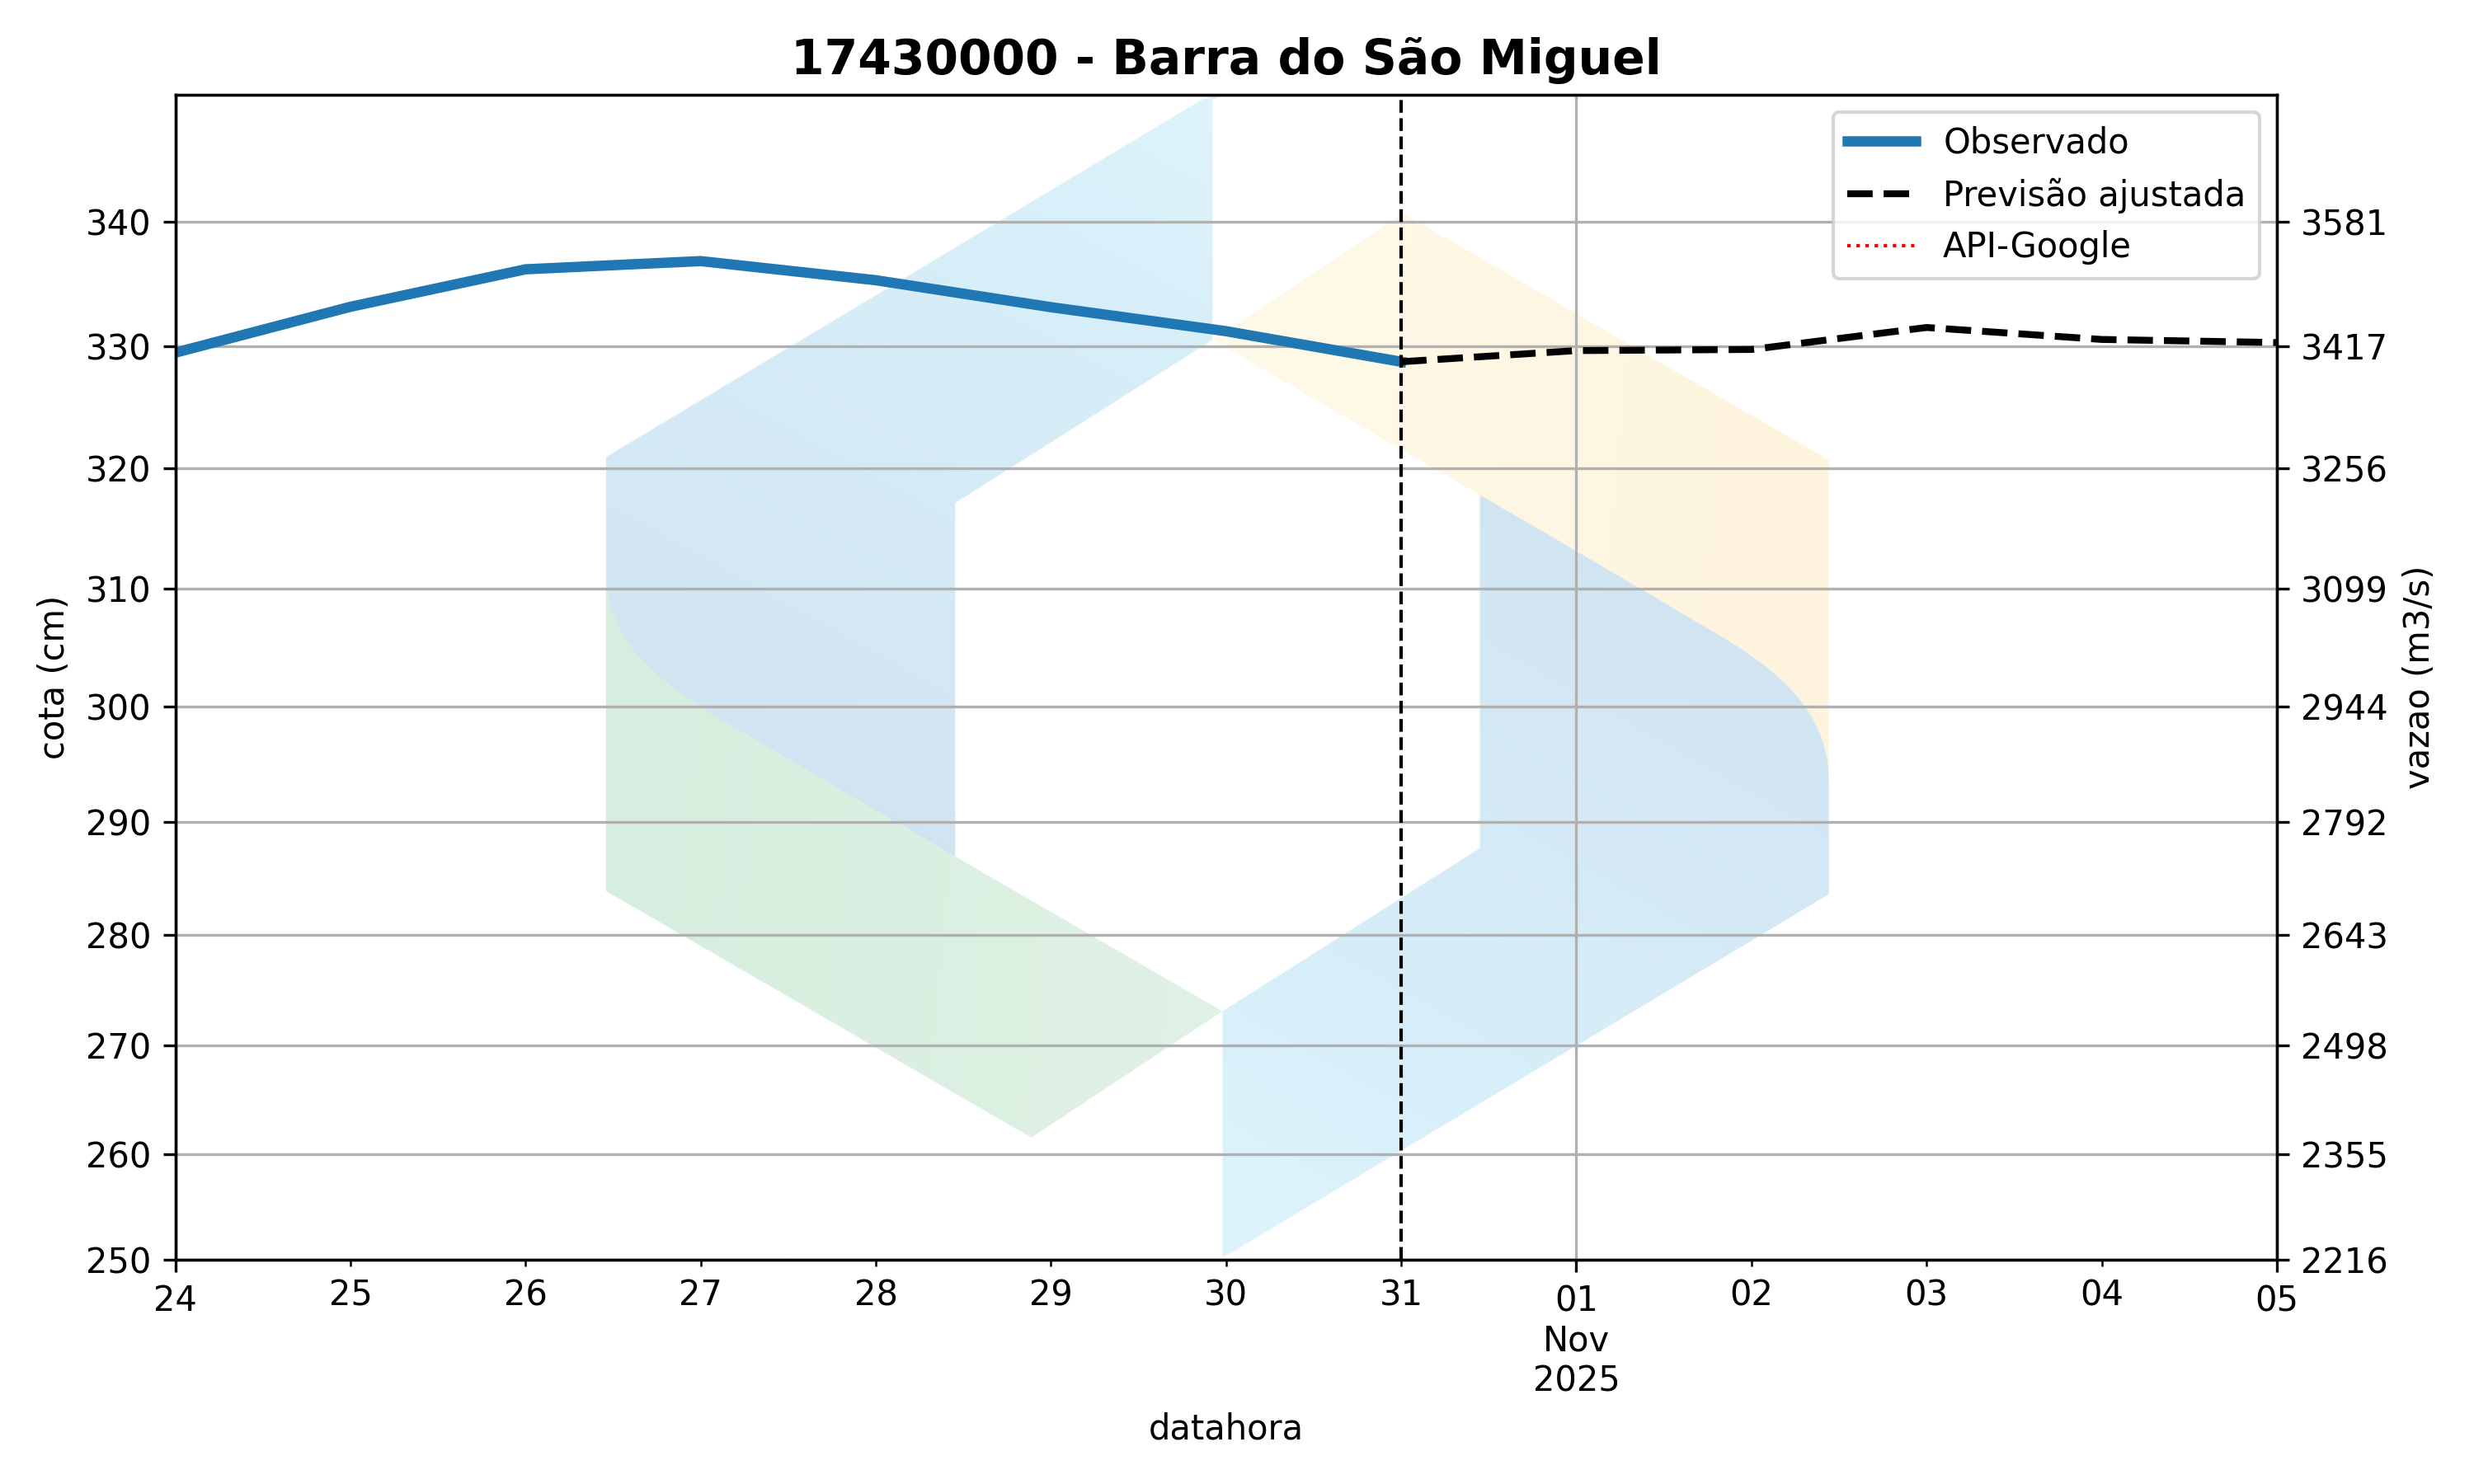 17430000 - Barra do São Miguel
Observado
Previsão ajustada
API-Google
cota (cm)
340
330
320
310
300
290
280
270
260
250
3581
3417
3256
3099
2944
2792
2643
2498
2355
2216
vazao (m3/s)
24 25 26 27 28 29 30 31 01 02 03 04 05
Nov
2025
datahora